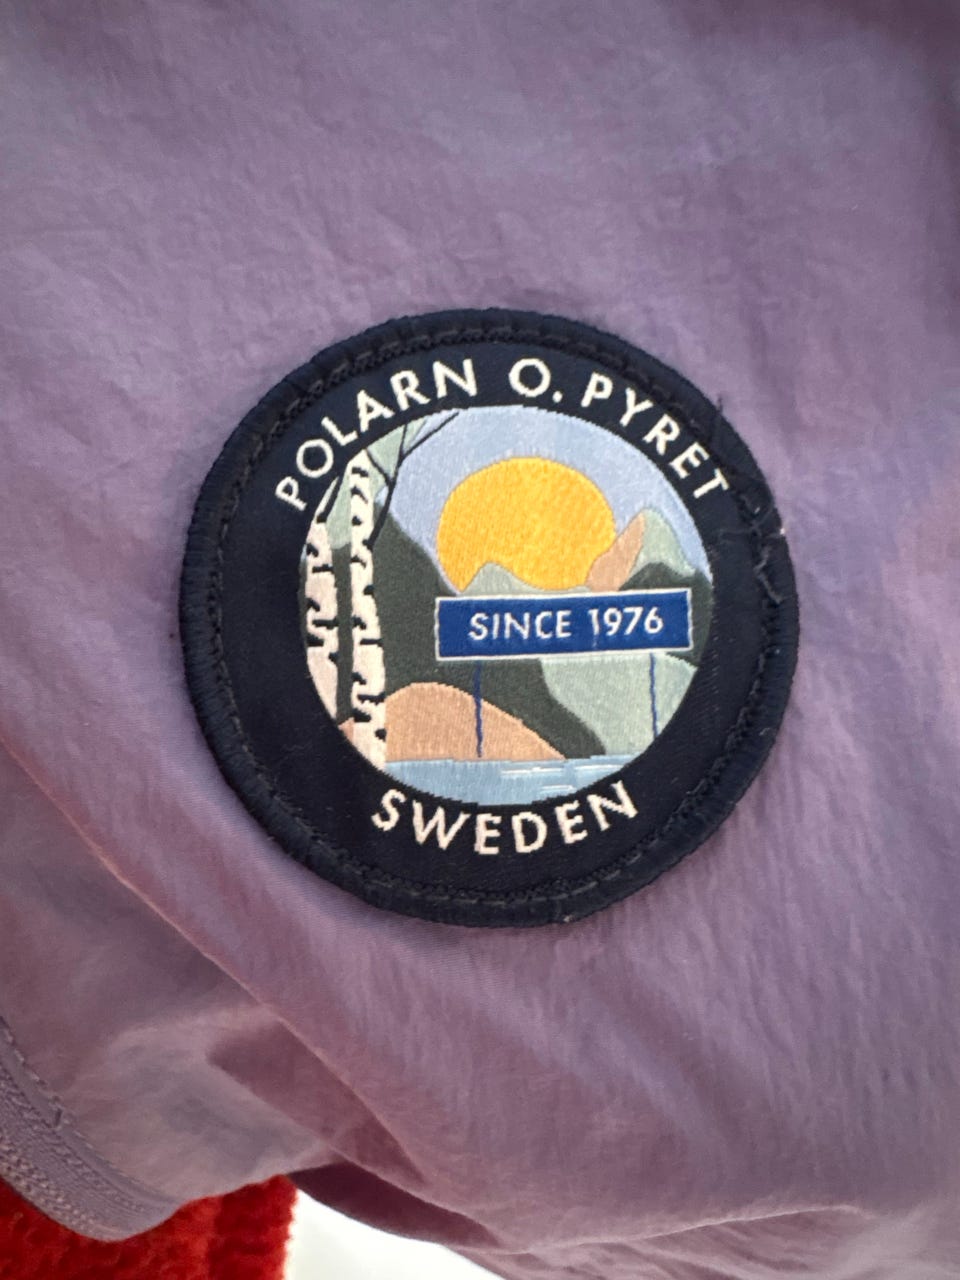 POLARN O. PYRET
SINCE 1976
SWEDEN